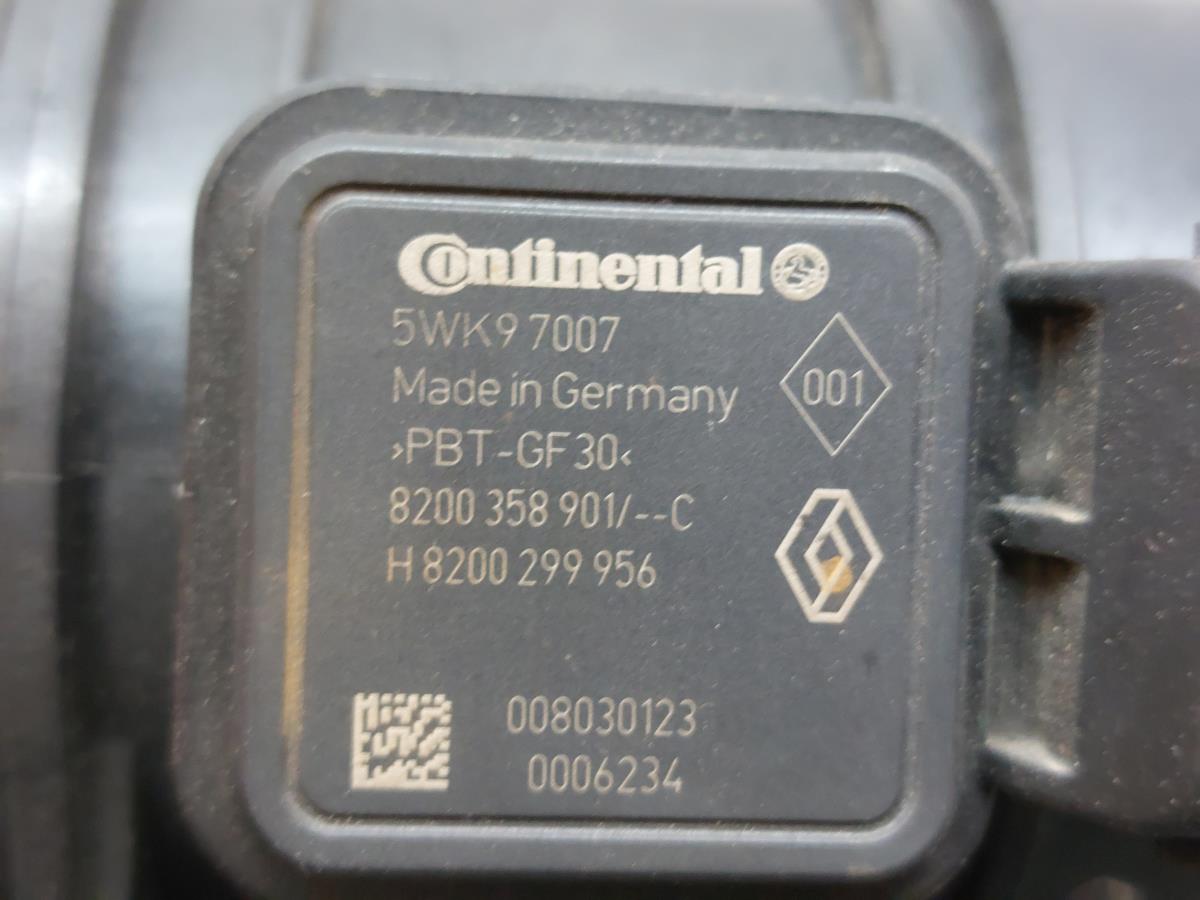 Continental
5WK9 7007
Made in Germany
001
›PBT-GF30‹
8200 358 901/--C
H 8200 299 956
008030123
0006234